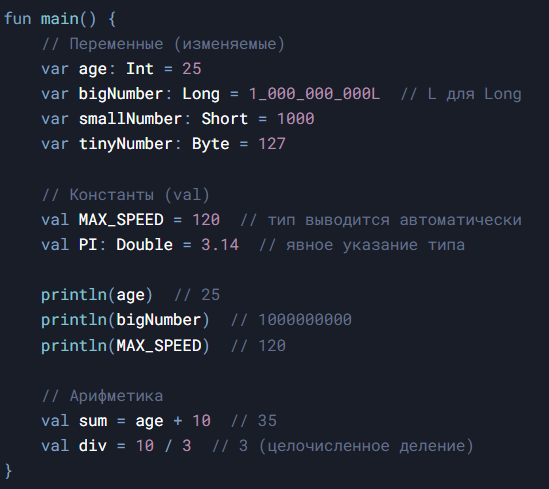 fun main() {
    // Переменные (изменяемые)
    var age: Int = 25
    var bigNumber: Long = 1_000_000_000L  // L для Long
    var smallNumber: Short = 1000
    var tinyNumber: Byte = 127

    // Константы (val)
    val MAX_SPEED = 120  // тип выводится автоматически
    val PI: Double = 3.14  // явное указание типа

    println(age)  // 25
    println(bigNumber)  // 1000000000
    println(MAX_SPEED)  // 120

    // Арифметика
    val sum = age + 10  // 35
    val div = 10 / 3  // 3 (целочисленное деление)
}